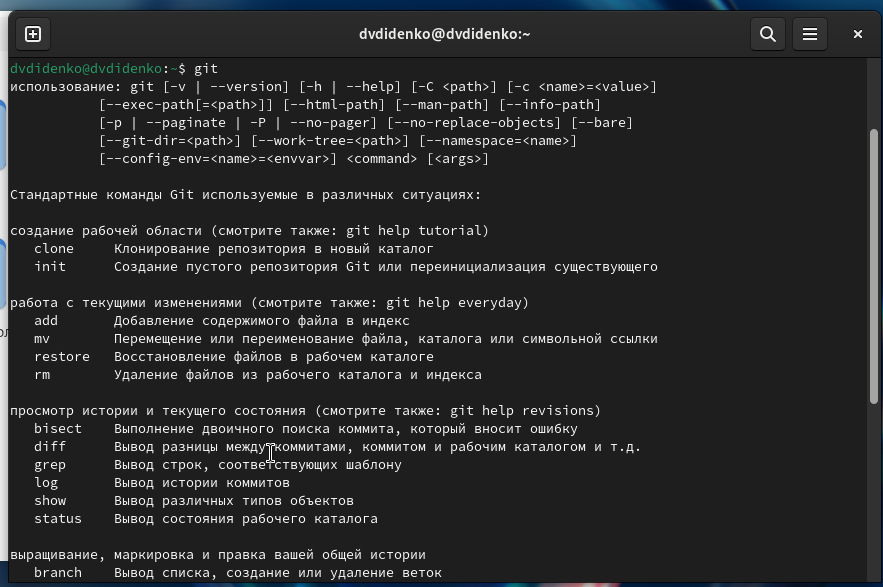 dvdidenko@dvdidenko:~
dvdidenko@dvdidenko:~$ git
использование: git [-v | --version] [-h | --help] [-C <path>] [-c <name>=<value>]
           [--exec-path[=<path>]] [--html-path] [--man-path] [--info-path]
           [-p | --paginate | -P | --no-pager] [--no-replace-objects] [--bare]
           [--git-dir=<path>] [--work-tree=<path>] [--namespace=<name>]
           [--config-env=<name>=<envvar>] <command> [<args>]
Стандартные команды Git используемые в различных ситуациях:
создание рабочей области (смотрите также: git help tutorial)
   clone     Клонирование репозитория в новый каталог
   init      Создание пустого репозитория Git или переинициализация существующего
работа с текущими изменениями (смотрите также: git help everyday)
   add       Добавление содержимого файла в индекс
   mv        Перемещение или переименование файла, каталога или символьной ссылки
   restore   Восстановление файлов в рабочем каталоге
   rm        Удаление файлов из рабочего каталога и индекса
просмотр истории и текущего состояния (смотрите также: git help revisions)
   bisect    Выполнение двоичного поиска коммита, который вносит ошибку
   diff      Вывод разницы между коммитами, коммитом и рабочим каталогом и т.д.
   grep      Вывод строк, соответствующих шаблону
   log       Вывод истории коммитов
   show      Вывод различных типов объектов
   status    Вывод состояния рабочего каталога
выращивание, маркировка и правка вашей общей истории
   branch    Вывод списка, создание или удаление веток